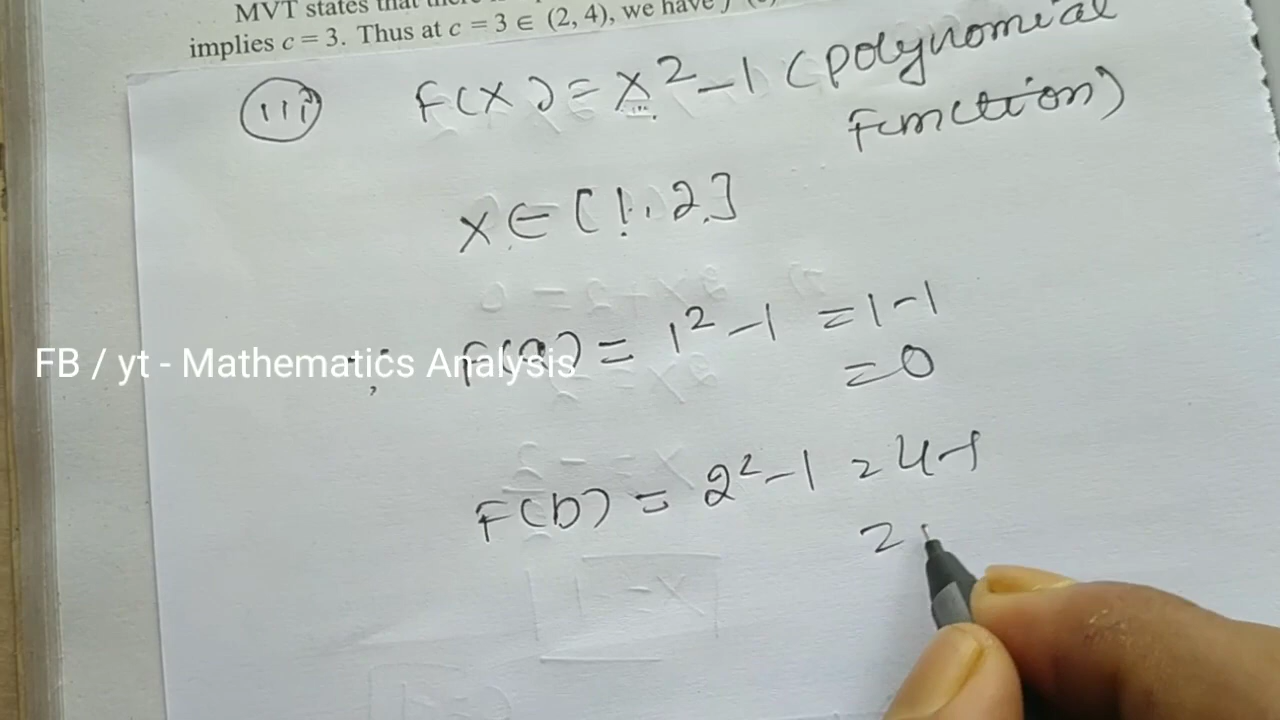 MVT states that there
implies c = 3. Thus at c = 3 ∈ (2, 4), we have f
(iii) F(x) = x² - 1 (polynomial
function)
x ∈ [1, 2]
∴ F(a) = 1² - 1 = 1 - 1
= 0
FB / yt - Mathematics Analysis
F(b) = 2² - 1 = 4 - 1
=